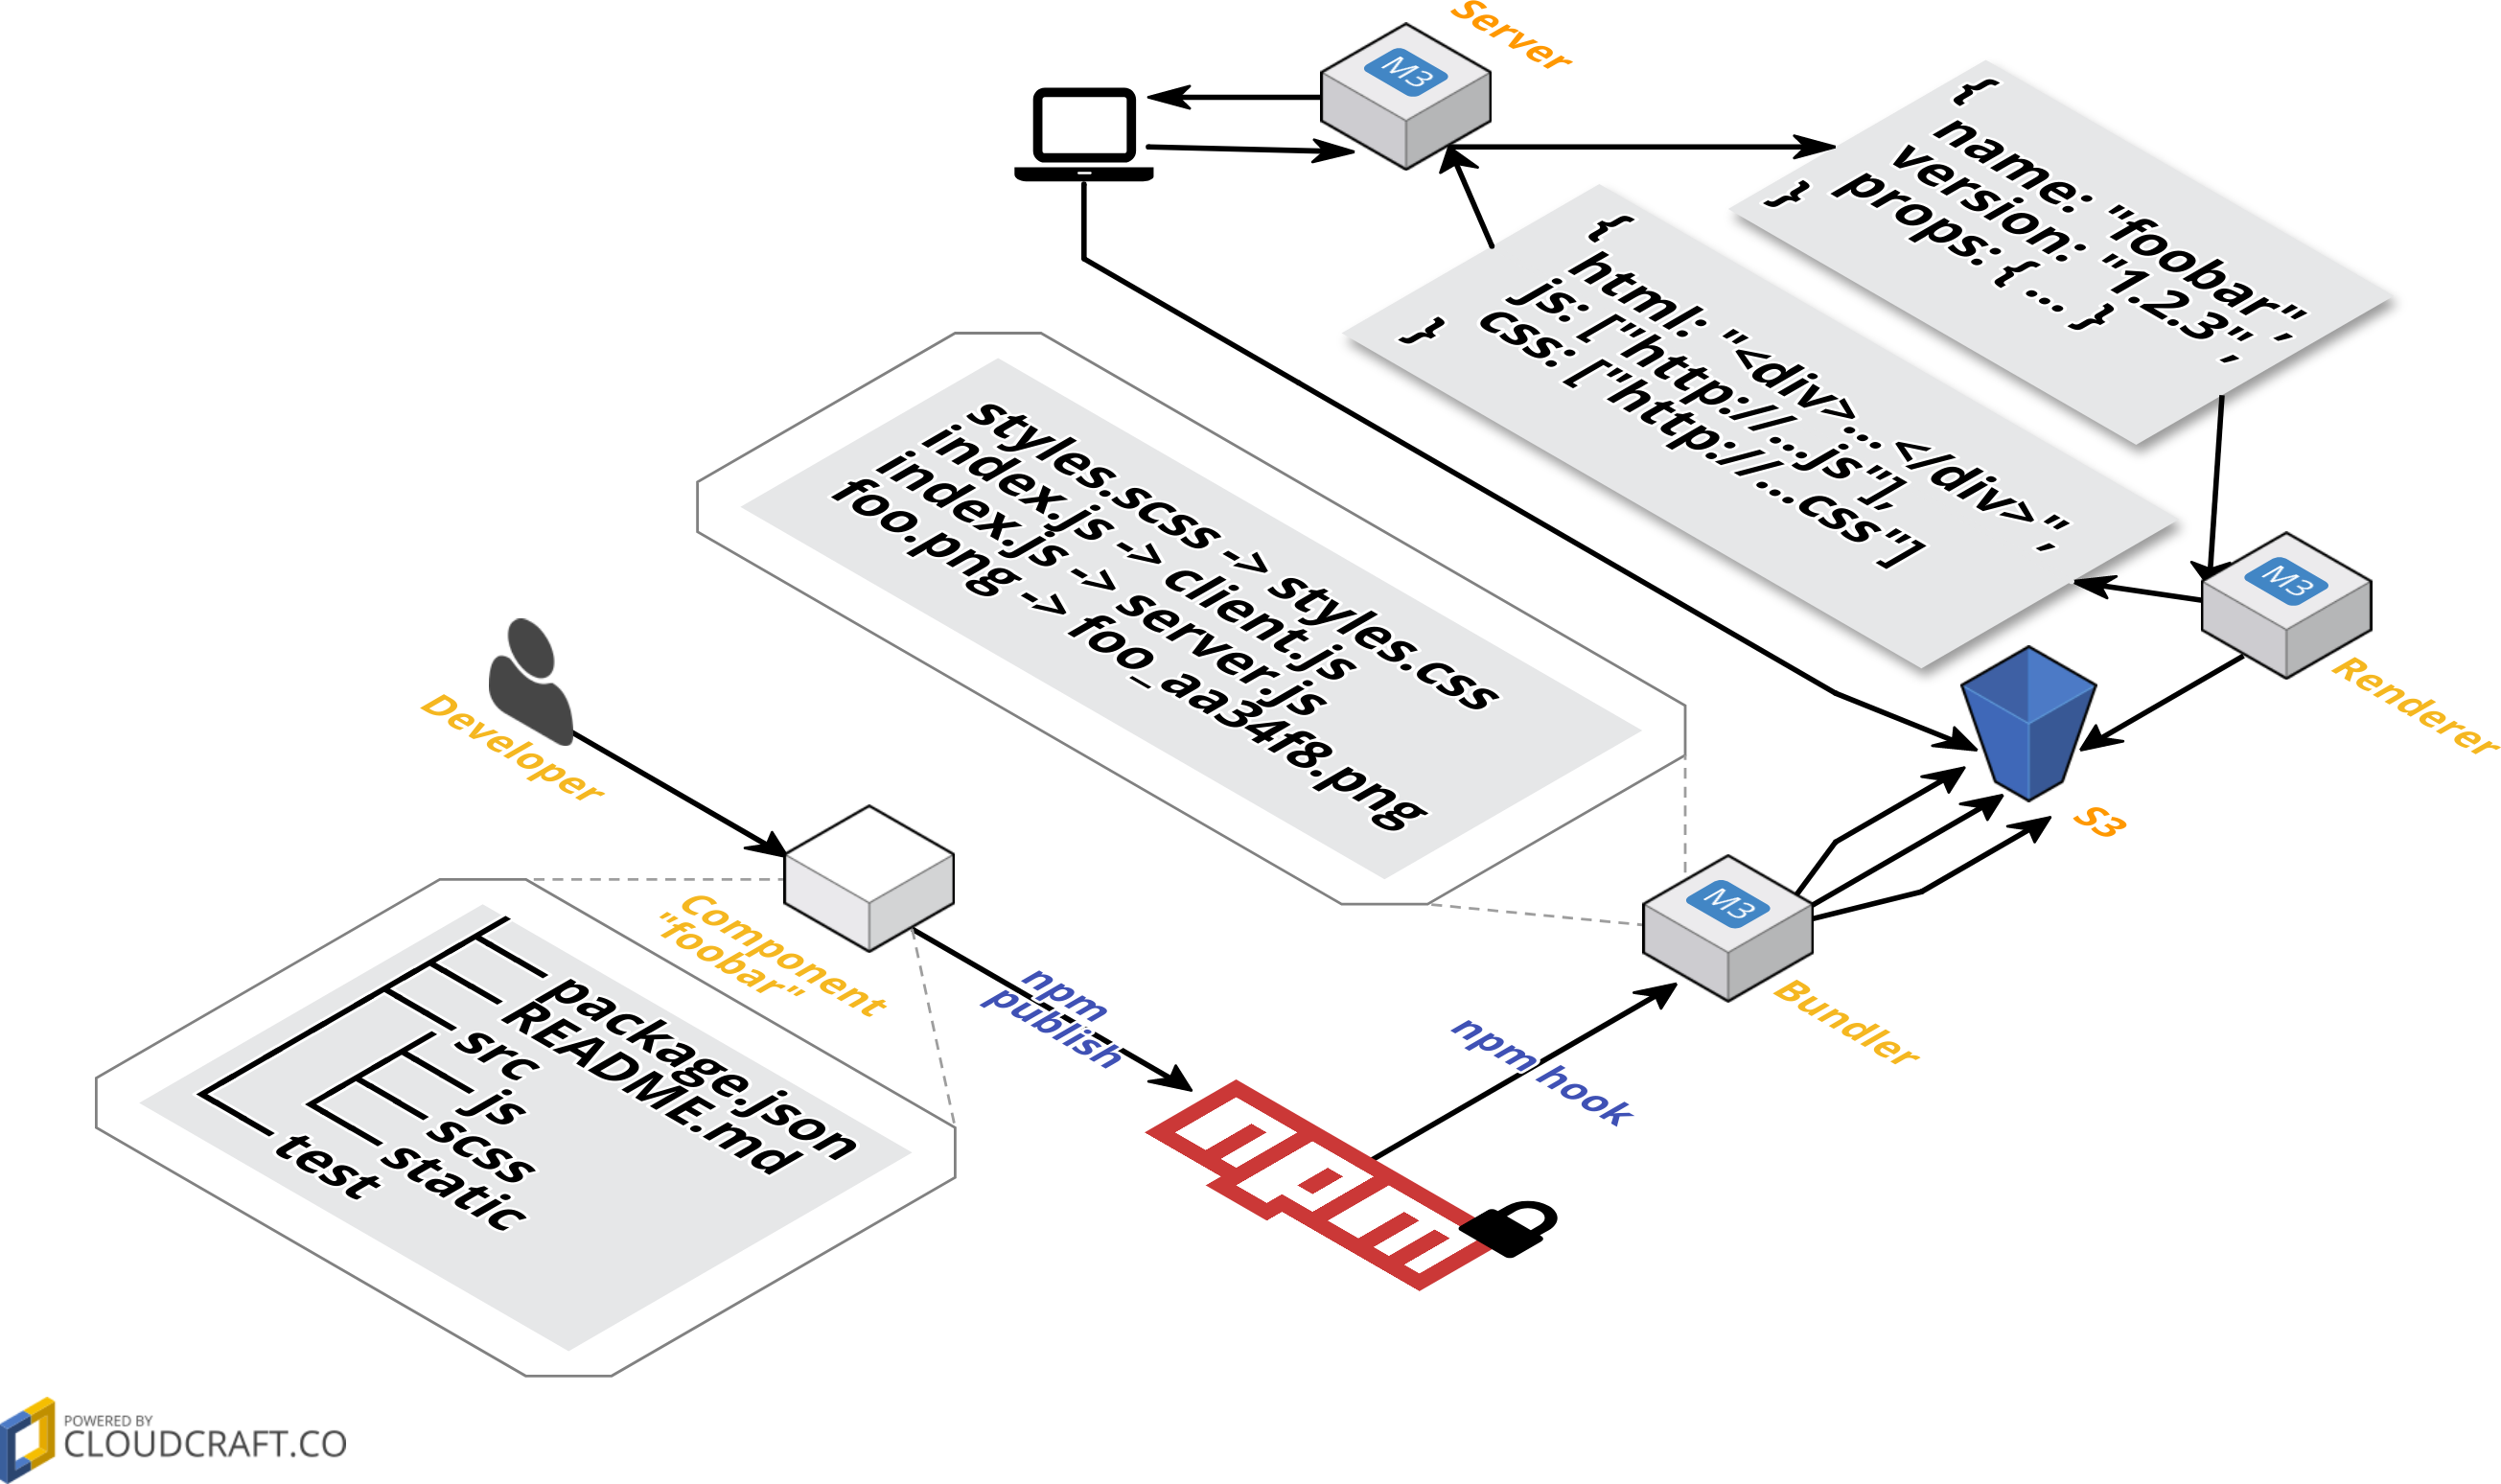 Server
M3
{
name: "foobar",
version: "1.2.3",
props: { ... }
}
{
html: "<div>...</div>",
js: ["http://...js"],
css: ["http://...css"]
}
styles.scss -> styles.css
index.js -> client.js
index.js -> server.js
foo.png -> foo_aa34f8.png
M3
Renderer
S3
Developer
Component
"foobar"
M3
Bundler
npm
publish
npm hook
package.json
README.md
src
js
scss
static
test
npm
POWERED BY
CLOUDCRAFT.CO